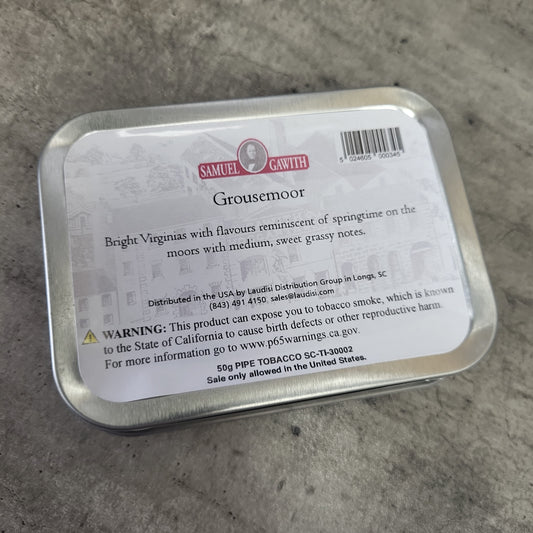 SAMUEL GAWITH
5 024605 000345
Grousemoor
Bright Virginias with flavours reminiscent of springtime on the
moors with medium, sweet grassy notes.
Distributed in the USA by Laudisi Distribution Group in Longs, SC
(843) 491 4150 sales@laudisi.com
WARNING: This product can expose you to tobacco smoke, which is known
to the State of California to cause birth defects or other reproductive harm.
For more information go to www.p65warnings.ca.gov.
50g PIPE TOBACCO SC-TI-30002
Sale only allowed in the United States.